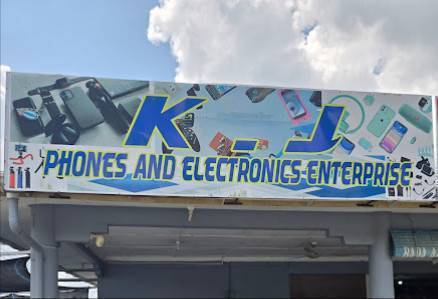 K - J
PHONES AND ELECTRONICS ENTERPRISE